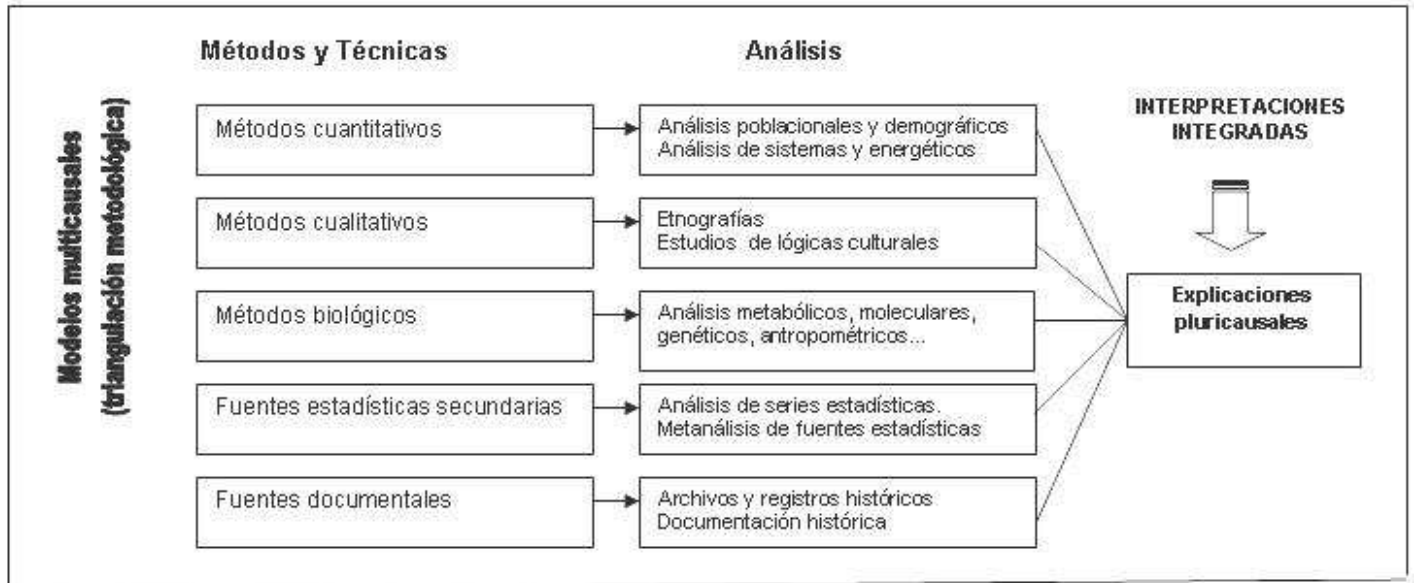 Modelos multicausales
(triangulación metodológica)
Métodos y Técnicas
Análisis
Métodos cuantitativos
Análisis poblacionales y demográficos
Análisis de sistemas y energéticos
Métodos cualitativos
Etnografías
Estudios de lógicas culturales
Métodos biológicos
Análisis metabólicos, moleculares,
genéticos, antropométricos...
Fuentes estadísticas secundarias
Análisis de series estadísticas.
Metanálisis de fuentes estadísticas
Fuentes documentales
Archivos y registros históricos
Documentación histórica
INTERPRETACIONES
INTEGRADAS
Explicaciones
pluricausales